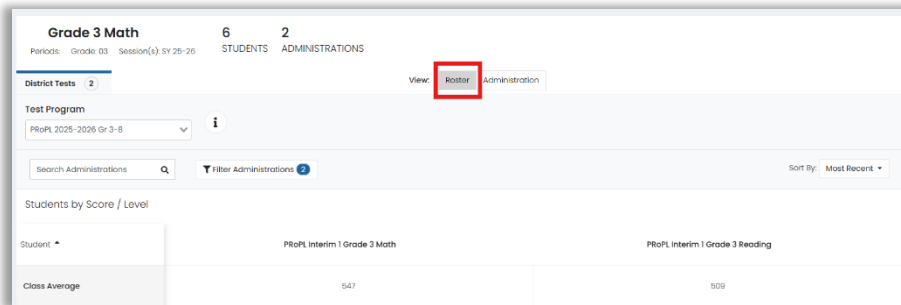 Grade 3 Math
6
2
Periods: Grade: 03 Session(s): SY 25-26
STUDENTS
ADMINISTRATIONS
District Tests 2
View: Roster Administration
Test Program
PRoPL 2025-2026 Gr 3-8
i
Search Administrations
Filter Administrations 2
Sort By: Most Recent
Students by Score / Level
Student
PRoPL Interim 1 Grade 3 Math
PRoPL Interim 1 Grade 3 Reading
Class Average
547
509